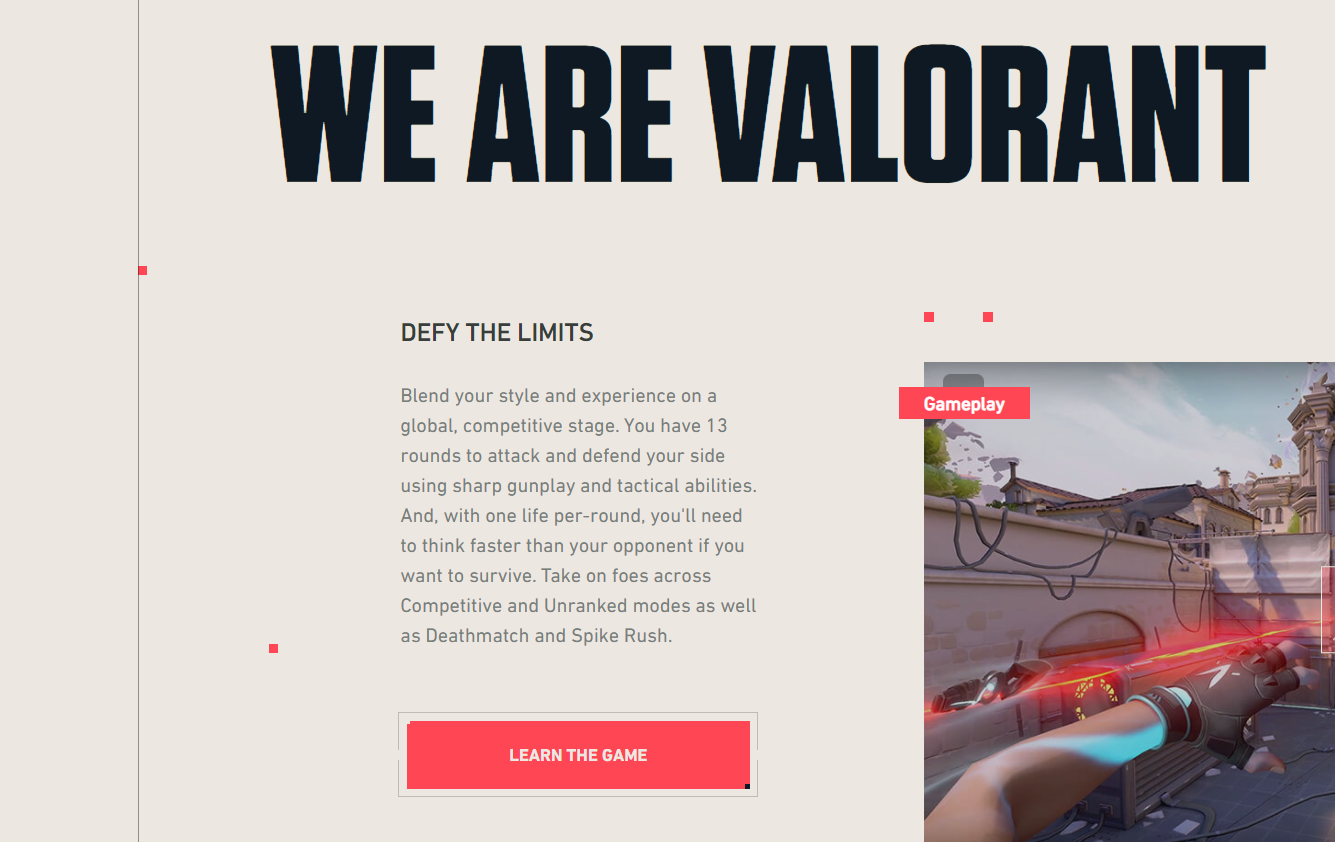 WE ARE VALORANT
DEFY THE LIMITS
Blend your style and experience on a
global, competitive stage. You have 13
rounds to attack and defend your side
using sharp gunplay and tactical abilities.
And, with one life per-round, you'll need
to think faster than your opponent if you
want to survive. Take on foes across
Competitive and Unranked modes as well
as Deathmatch and Spike Rush.
LEARN THE GAME
Gameplay